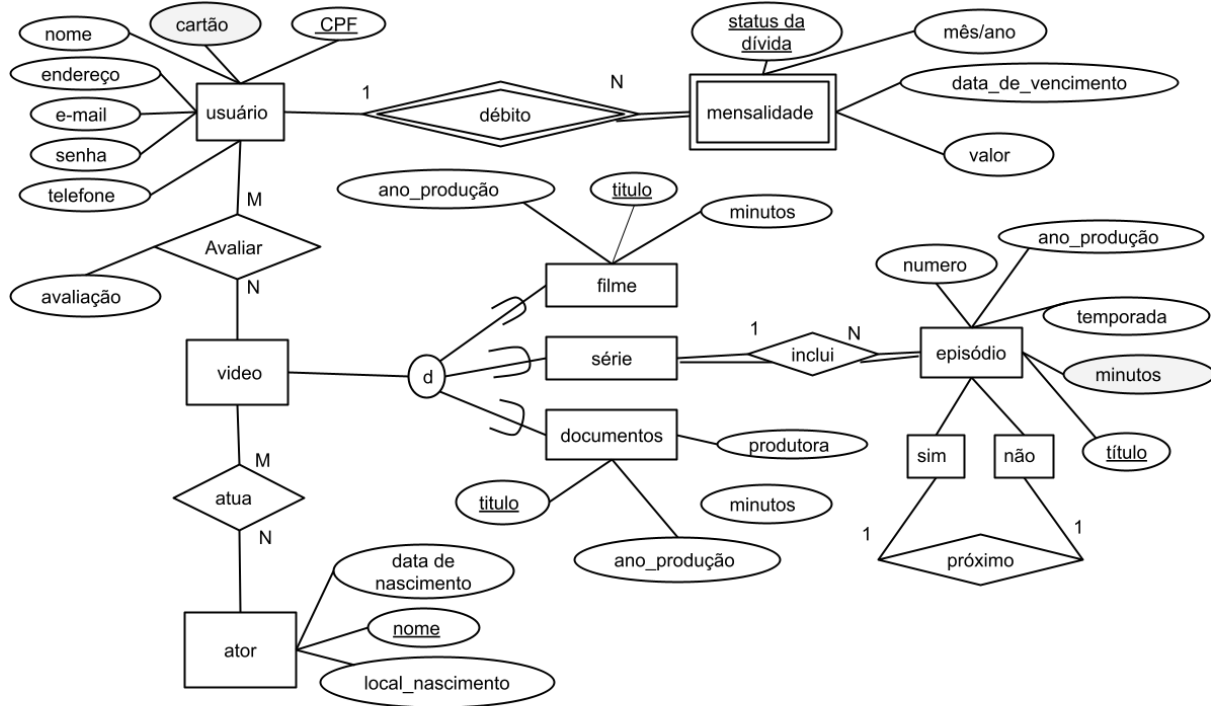 cartão
CPF
nome
status da
dívida
mês/ano
endereço
data_de_vencimento
1
N
usuário
débito
mensalidade
e-mail
senha
valor
telefone
ano_produção
titulo
minutos
M
Avaliar
ano_produção
numero
N
filme
avaliação
temporada
1
N
video
d
série
inclui
episódio
minutos
documentos
produtora
sim
não
título
M
atua
titulo
minutos
N
1
1
data de
nascimento
ano_produção
próximo
nome
ator
local_nascimento